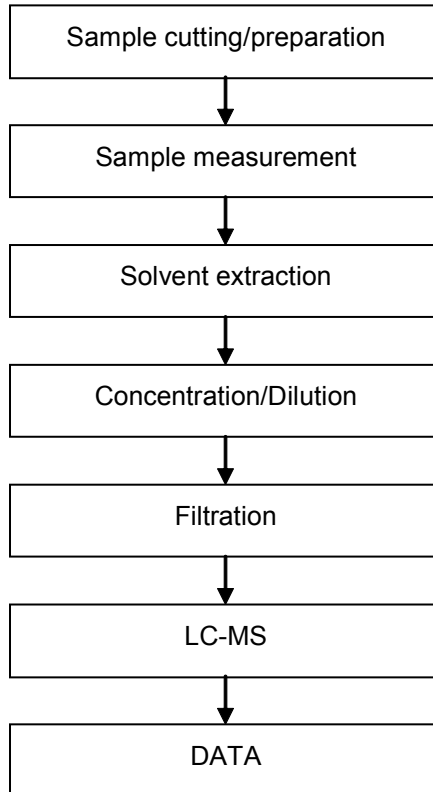 Sample cutting/preparation
Sample measurement
Solvent extraction
Concentration/Dilution
Filtration
LC-MS
DATA